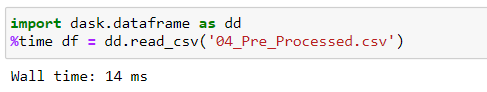 import dask.dataframe as dd
%time df = dd.read_csv('04_Pre_Processed.csv')
Wall time: 14 ms